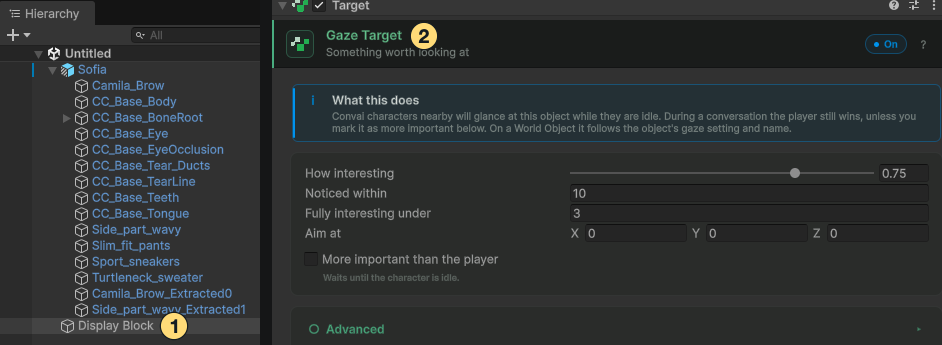 Hierarchy
All
Untitled
Sofia
Camila_Brow
CC_Base_Body
CC_Base_BoneRoot
CC_Base_Eye
CC_Base_EyeOcclusion
CC_Base_Tear_Ducts
CC_Base_TearLine
CC_Base_Teeth
CC_Base_Tongue
Side_part_wavy
Slim_fit_pants
Sport_sneakers
Turtleneck_sweater
Camila_Brow_Extracted0
Side_part_wavy_Extracted1
Display Block 1
Target
Gaze Target 2
Something worth looking at
On ?
What this does
Convai characters nearby will glance at this object while they are idle. During a conversation the player still wins, unless you
mark it as more important below. On a World Object it follows the object's gaze setting and name.
How interesting 0.75
Noticed within 10
Fully interesting under 3
Aim at X 0 Y 0 Z 0
More important than the player
Waits until the character is idle.
Advanced